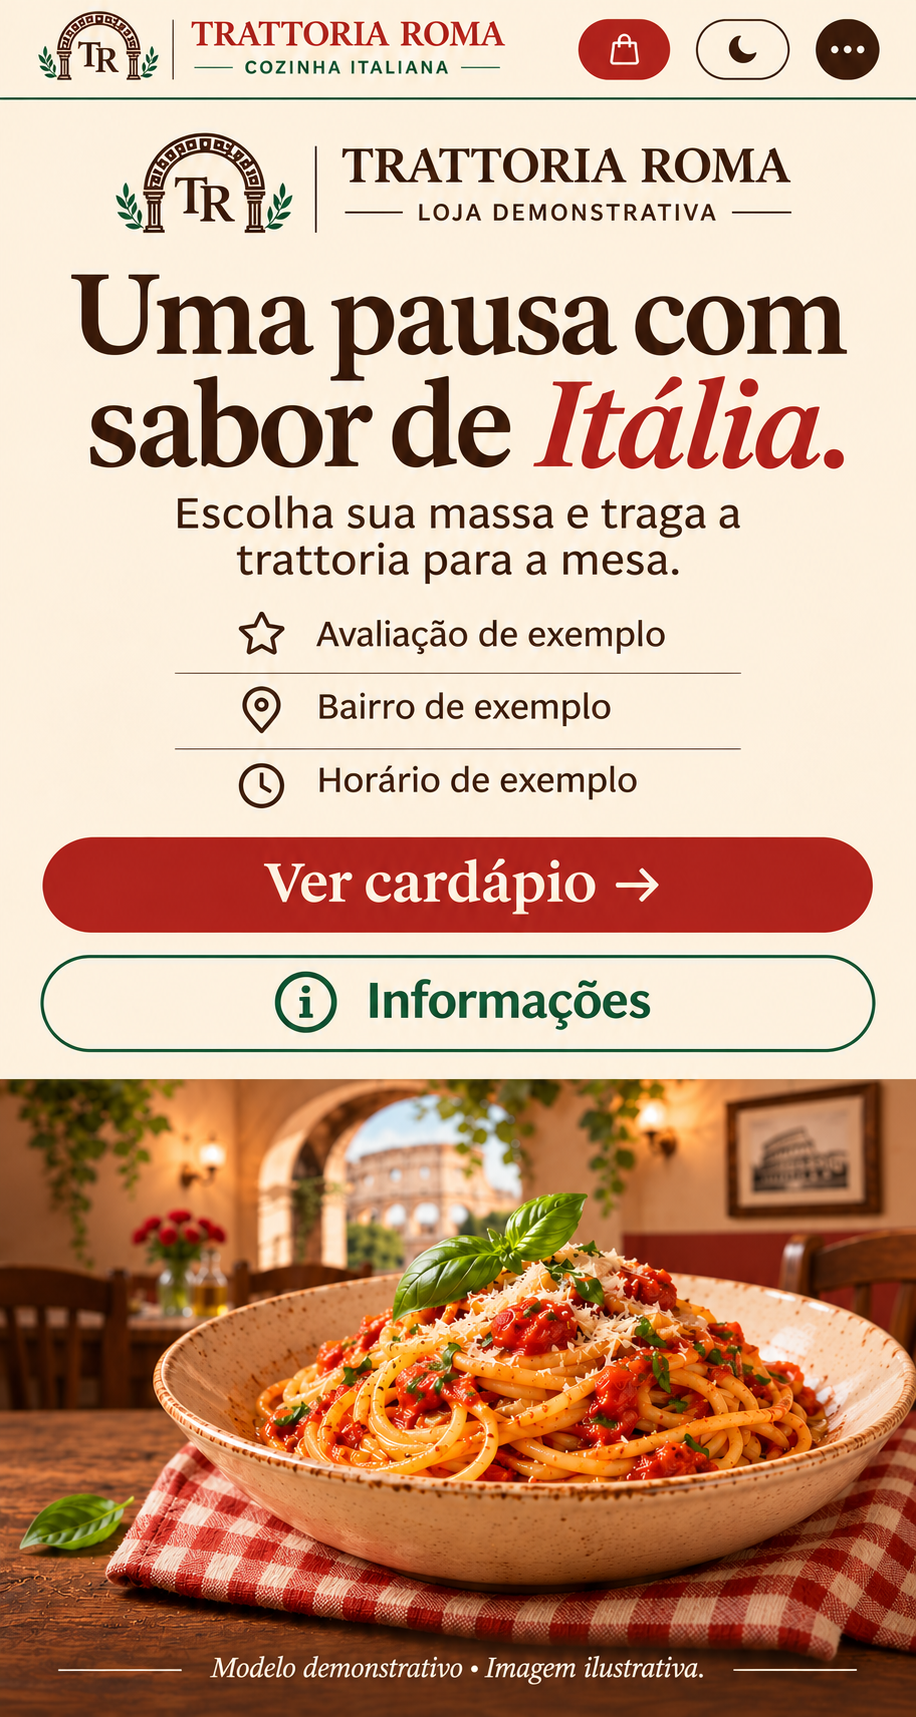 TR
TRATTORIA ROMA
COZINHA ITALIANA
TR
TRATTORIA ROMA
LOJA DEMONSTRATIVA
Uma pausa com
sabor de Itália.
Escolha sua massa e traga a
trattoria para a mesa.
Avaliação de exemplo
Bairro de exemplo
Horário de exemplo
Ver cardápio →
Informações
Modelo demonstrativo • Imagem ilustrativa.